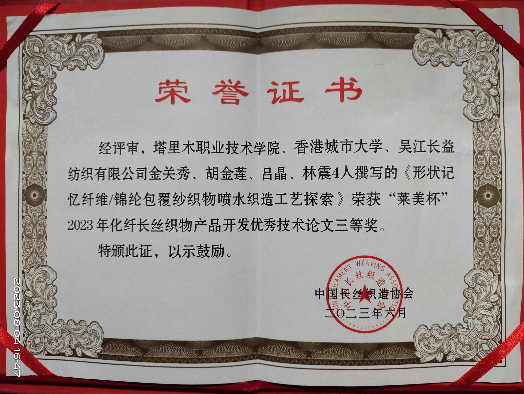 荣誉证书
经评审，塔里木职业技术学院、香港城市大学、吴江长益
纺织有限公司金关秀、胡金莲、吕晶、林震4人撰写的《形状记
忆纤维/锦纶包覆纱织物喷水织造工艺探索》荣获“莱美杯”
2023年化纤长丝织物产品开发优秀技术论文三等奖。
特颁此证，以示鼓励。
中国长丝织造协会
二〇二三年六月